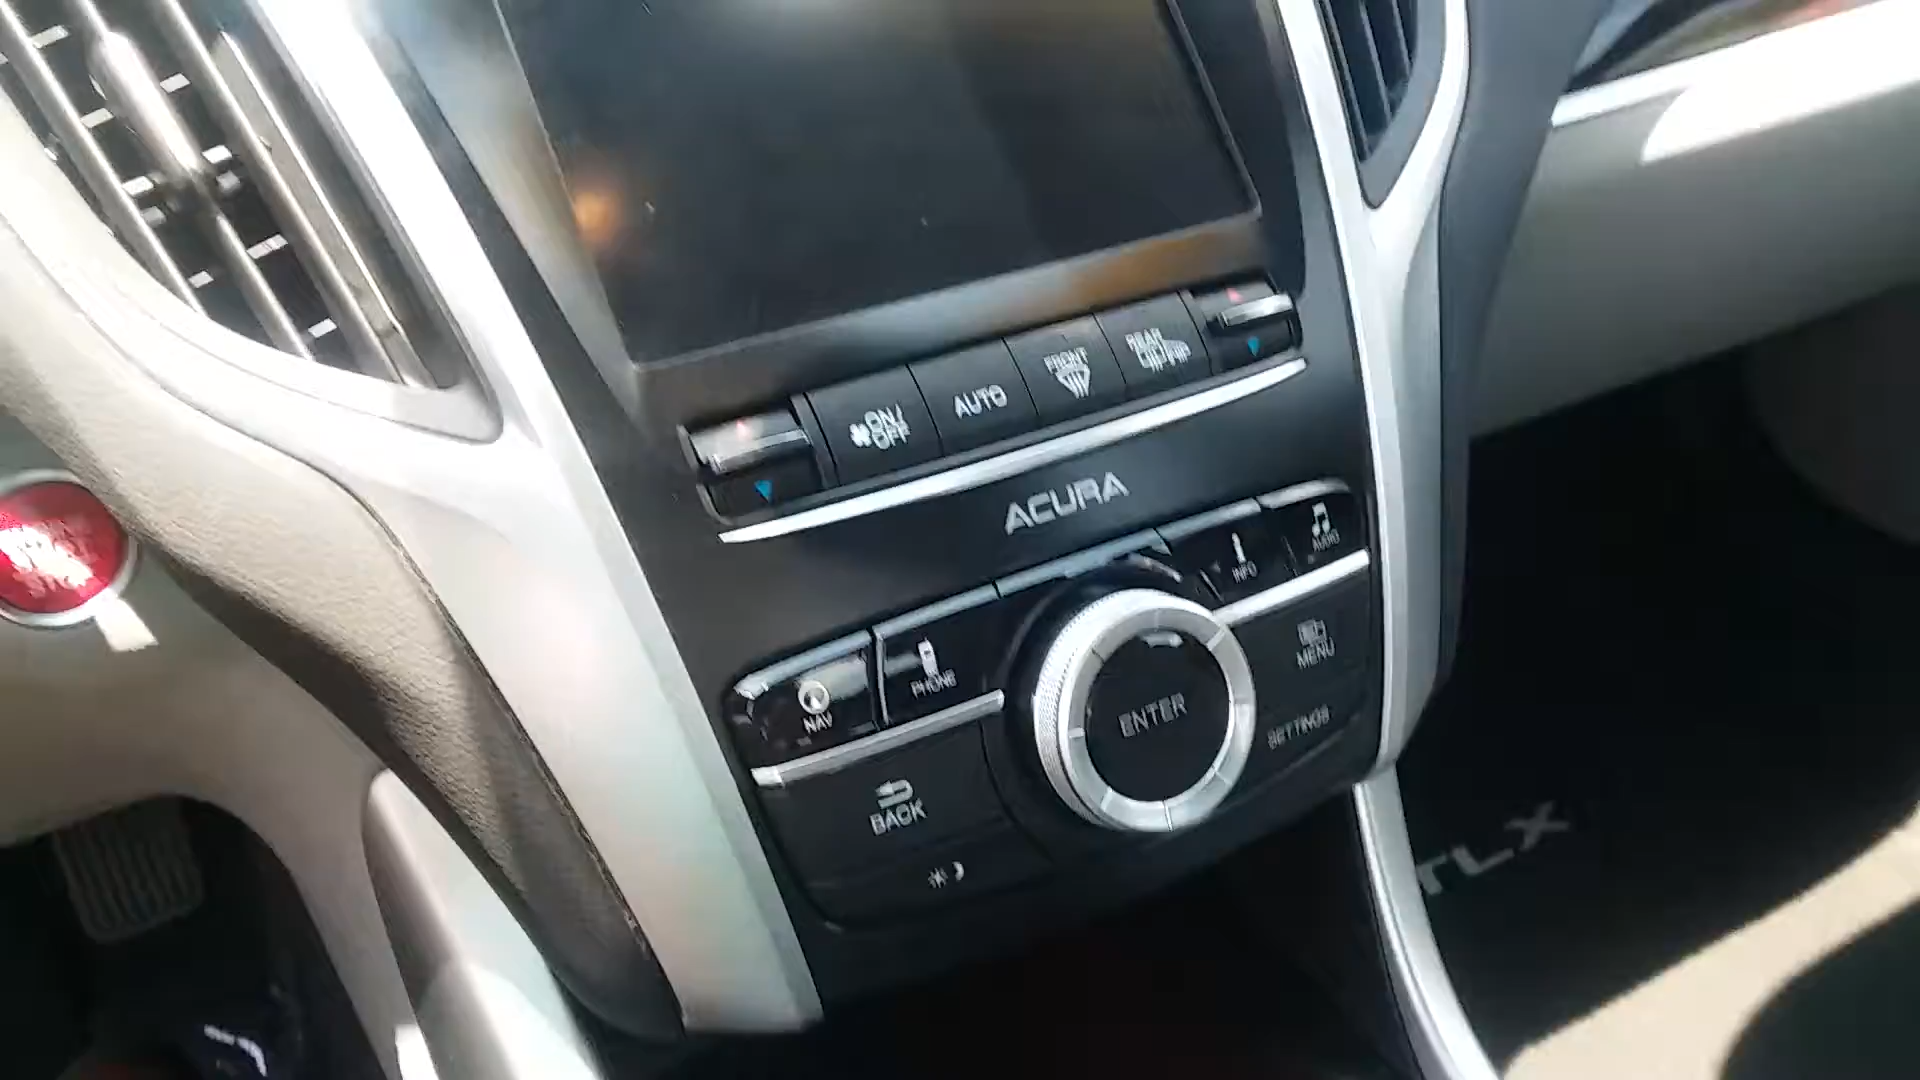 ON/
OFF
AUTO
FRONT
REAR
ACURA
AUDIO
INFO
PHONE
NAV
MENU
ENTER
SETTINGS
BACK
TLX